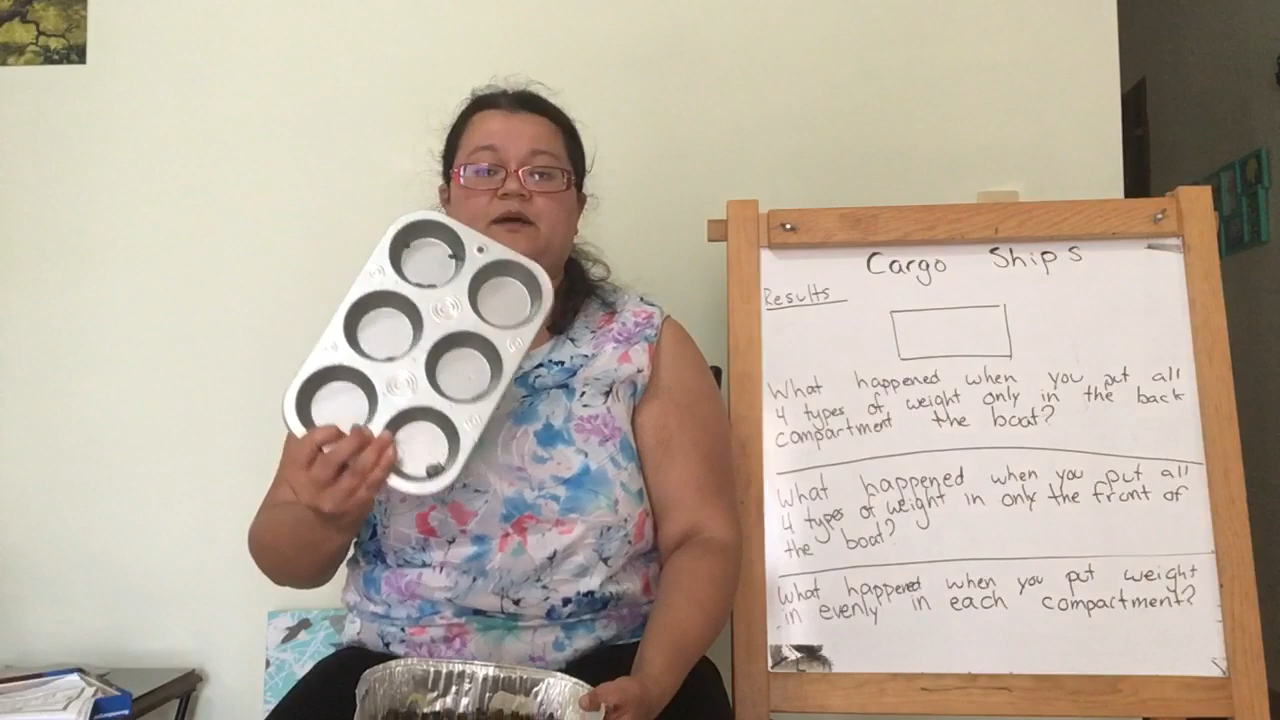 Cargo Ships
Results
What happened when you put all
4 types of weight only in the back
compartment the boat?
What happened when you put all
4 types of weight in only the front of
the boat?
What happened when you put weight
in evenly in each compartment?